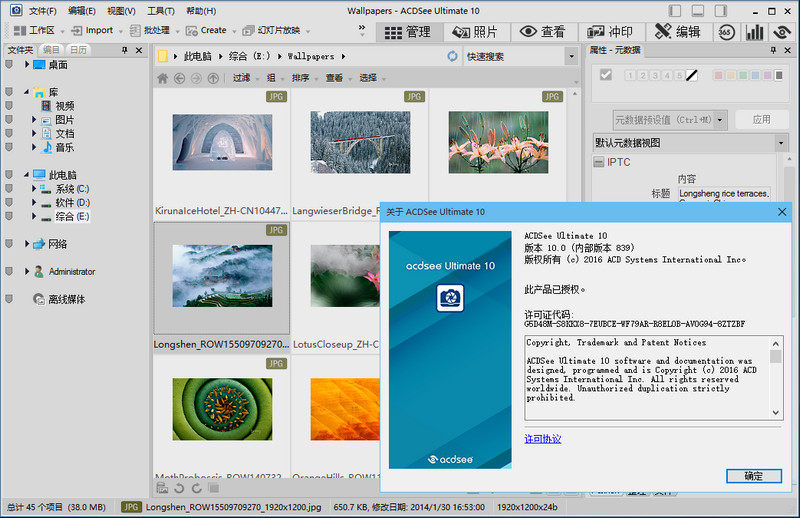 文件(F) 编辑(E) 视图(V) 工具(T) 帮助(H) Wallpapers - ACDSee Ultimate 10
工作区 Import 批处理 Create 幻灯片放映 管理 照片 查看 冲印 编辑 365
文件夹 编目 日历
属性 - 元数据
此电脑 综合 (E:) Wallpapers
快速搜索
过滤 组 排序 查看 选择
1 2 3 4 5
元数据预设值 (Ctrl+M) 应用
默认元数据视图
IPTC
内容
标题 Longsheng rice terraces,
桌面
库
视频
图片
文档
音乐
此电脑
系统 (C:)
软件 (D:)
综合 (E:)
网络
Administrator
离线媒体
JPG JPG JPG
KirunaIceHotel_ZH-CN10447...
JPG
Longshen_ROW15509709270...
LotusCloseup_ZH-C
JPG
关于 ACDSee Ultimate 10
acdsee Ultimate 10
acdsee
ACDSee Ultimate 10
版本 10.0 (内部版本 839)
版权所有 (c) 2016 ACD Systems International Inc。
此产品已授权。
许可证代码:
G5D48M-S8KKX8-7EUBCE-WF79AR-R8ELOB-AVOG94-8ZTZBF
Copyright, Trademark and Patent Notices
ACDSee Ultimate 10 software and documentation was
designed, programmed and is Copyright (c) 2016 ACD
Systems International Inc. All rights reserved
worldwide. Unauthorized duplication strictly
prohibited.
许可协议
确定
总计 45 个项目 (38.0 MB) JPG Longshen_ROW15509709270_1920x1200.jpg 650.7 KB, 修改日期: 2014/1/30 16:53:00 1920x1200x24b